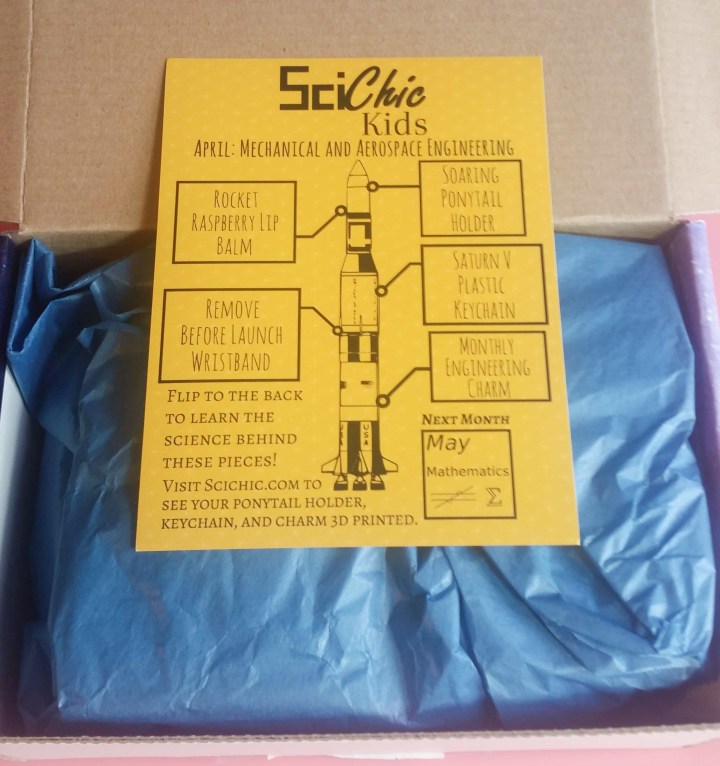 SciChic
Kids
April: Mechanical and Aerospace Engineering
Rocket
Raspberry Lip
Balm
Soaring
Ponytail
Holder
Saturn V
Plastic
Keychain
Remove
Before Launch
Wristband
Monthly
Engineering
Charm
USA
Flip to the back
to learn the
science behind
these pieces!
Visit Scichic.com to
see your ponytail holder,
keychain, and charm 3D printed.
Next Month
May
Mathematics
≠ Σ